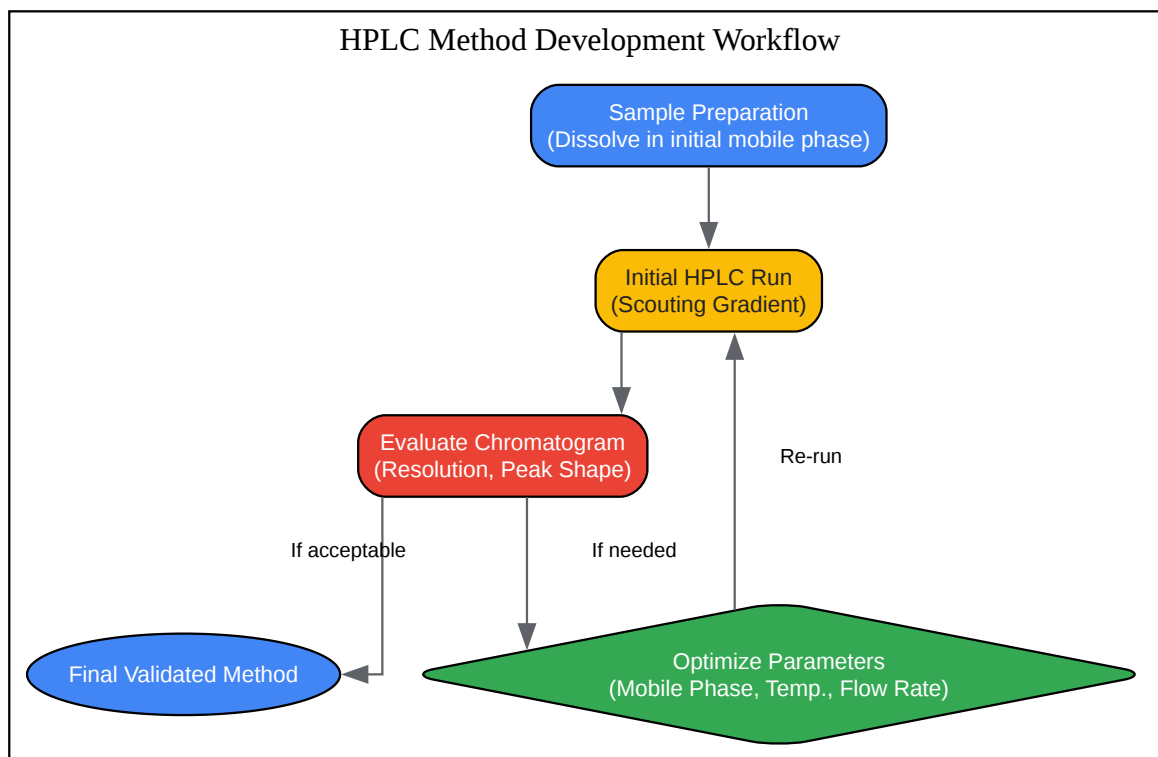 HPLC Method Development Workflow
Sample Preparation
(Dissolve in initial mobile phase)
Initial HPLC Run
(Scouting Gradient)
Evaluate Chromatogram
(Resolution, Peak Shape)
Re-run
If acceptable
If needed
Final Validated Method
Optimize Parameters
(Mobile Phase, Temp., Flow Rate)